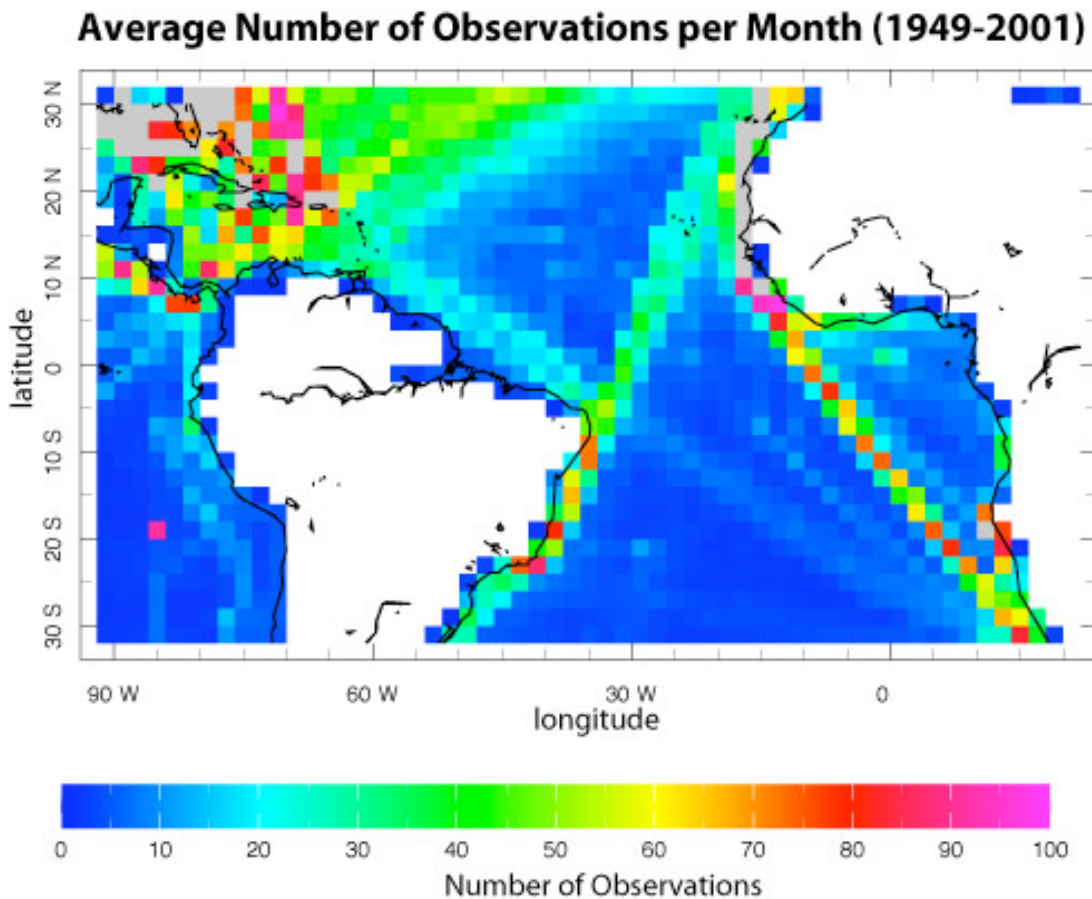 Average Number of Observations per Month (1949-2001)
30 N
20 N
10 N
0
10 S
20 S
30 S
latitude
90 W 60 W 30 W 0
longitude
0 10 20 30 40 50 60 70 80 90 100
Number of Observations